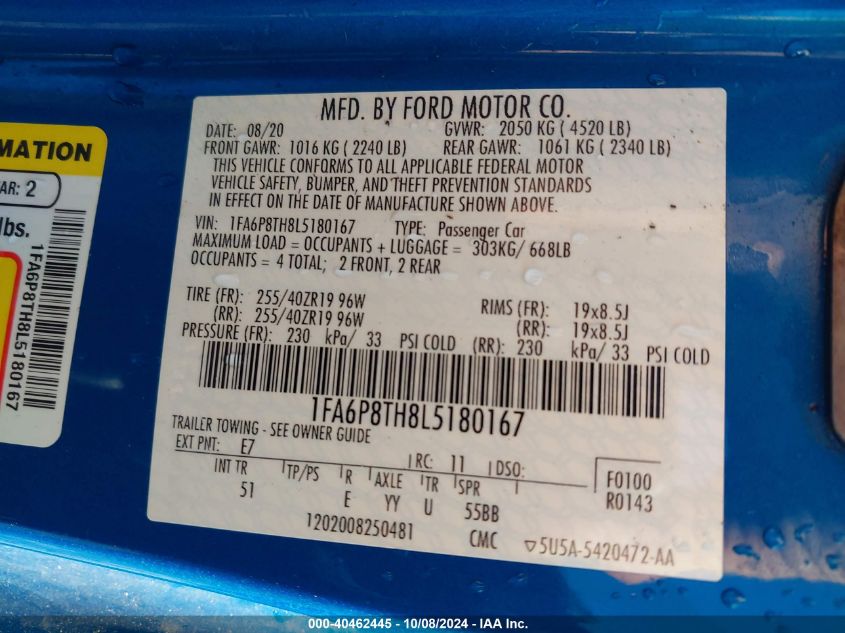 MFD. BY FORD MOTOR CO.
DATE: 08/20 GVWR: 2050 KG ( 4520 LB)
FRONT GAWR: 1016 KG ( 2240 LB) REAR GAWR: 1061 KG ( 2340 LB)
THIS VEHICLE CONFORMS TO ALL APPLICABLE FEDERAL MOTOR
VEHICLE SAFETY, BUMPER, AND THEFT PREVENTION STANDARDS
IN EFFECT ON THE DATE OF MANUFACTURE SHOWN ABOVE.
VIN: 1FA6P8TH8L5180167 TYPE: Passenger Car
MAXIMUM LOAD = OCCUPANTS + LUGGAGE = 303KG/ 668LB
OCCUPANTS = 4 TOTAL; 2 FRONT, 2 REAR
TIRE (FR): 255/40ZR19 96W RIMS (FR): 19x8.5J
(RR): 255/40ZR19 96W (RR): 19x8.5J
PRESSURE (FR): 230 kPa/ 33 PSI COLD (RR): 230 kPa/ 33 PSI COLD
1FA6P8TH8L5180167
TRAILER TOWING - SEE OWNER GUIDE
EXT PNT: E7 RC: 11 DSO:
INT TR TP/PS R AXLE TR SPR F0100
51 E YY U 55BB R0143
1202008250481 CMC 5U5A-5420472-AA
MATION
AR: 2
lbs.
1FA6P8TH8L5180167
000-40462445 - 10/08/2024 - IAA Inc.